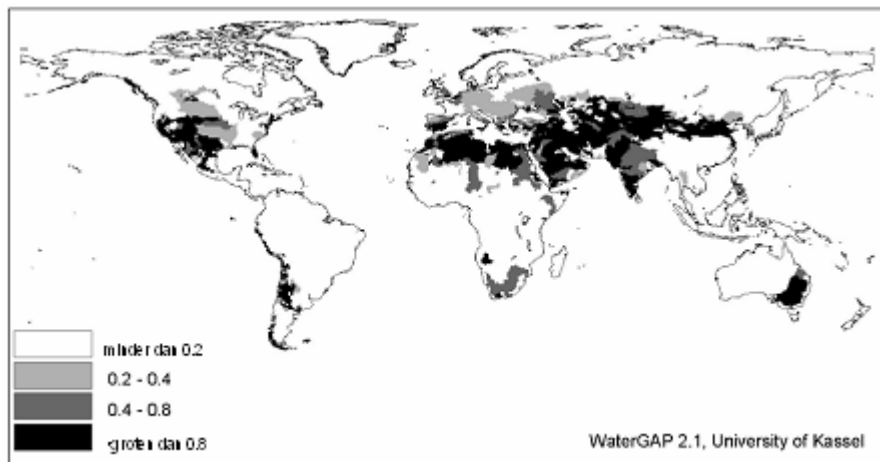 minder dan 0.2
0.2 - 0.4
0.4 - 0.8
groter dan 0.8
WaterGAP 2.1, University of Kassel